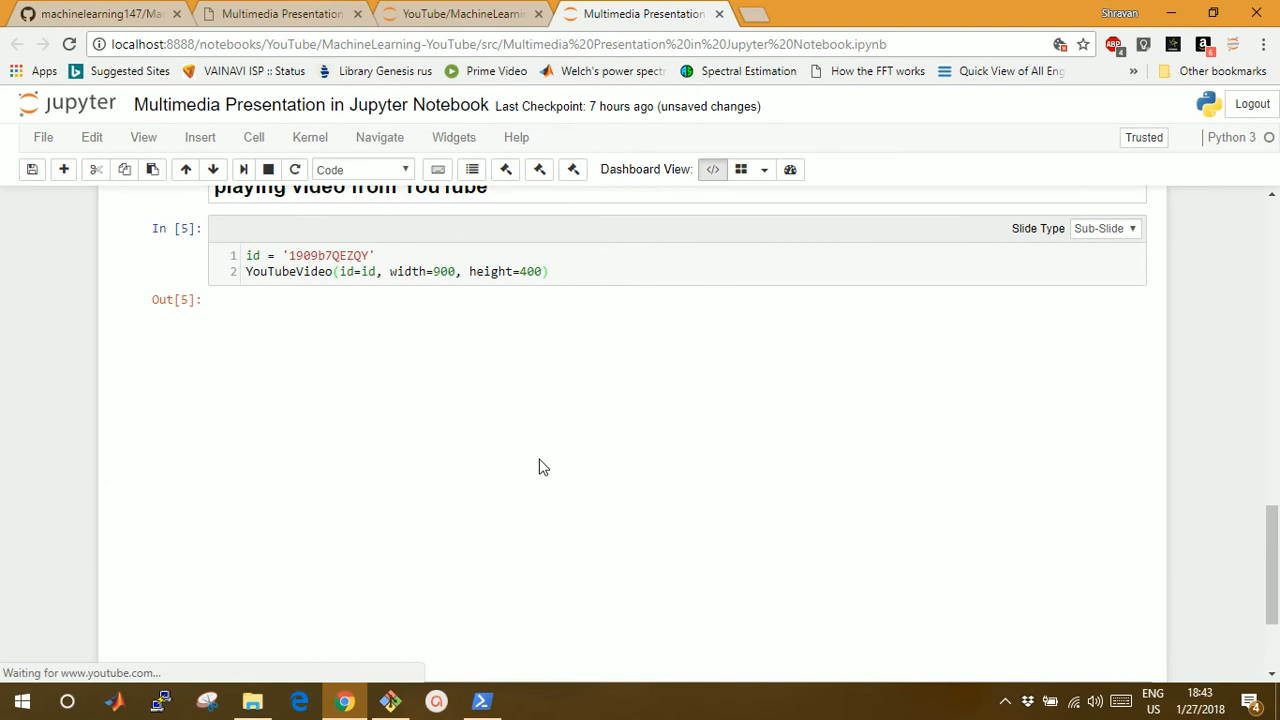 machinelearning147/Ma
Multimedia Presentation
YouTube/MachineLearnin
Multimedia Presentation
Shravan
localhost:8888/notebooks/YouTube/MachineLearning-YouTube/src/Multimedia%20Presentation%20in%20Jupyter%20Notebook.ipynb
4
6
Apps
Suggested Sites
VAINAVI ISP :: Status
Library Genesis rus
Prime Video
Welch's power spectr
Spectral Estimation
How the FFT works
Quick View of All Eng
»
Other bookmarks
jupyter Multimedia Presentation in Jupyter Notebook Last Checkpoint: 7 hours ago (unsaved changes)
Logout
File Edit View Insert Cell Kernel Navigate Widgets Help
Trusted
Python 3
Code
Dashboard View:
</>
playing video from YouTube
In [5]:
Slide Type Sub-Slide
1 id = '1909b7QEZQY'
2 YouTubeVideo(id=id, width=900, height=400)
Out[5]:
Waiting for www.youtube.com...
ENG
US
18:43
1/27/2018
4